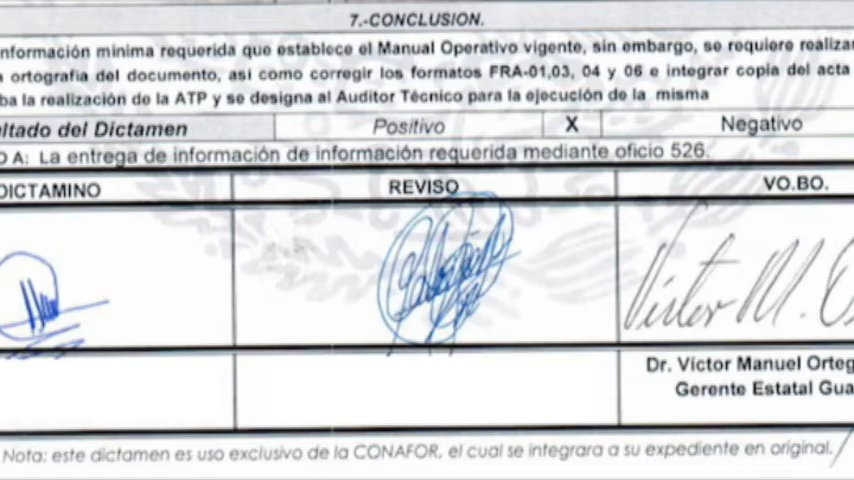 7.-CONCLUSION.
nformación minima requerida que establece el Manual Operativo vigente, sin embargo, se requiere realizar
ortografía del documento, así como corregir los formatos FRA-01,03, 04 y 06 e integrar copia del acta
ba la realización de la ATP y se designa al Auditor Técnico para la ejecución de la misma
ltado del Dictamen Positivo X Negativo
O A: La entrega de información de información requerida mediante oficio 526.
DICTAMINO REVISO VO.BO.
Victor M. O
Dr. Víctor Manuel Orteg
Gerente Estatal Gua
Nota: este dictamen es uso exclusivo de la CONAFOR, el cual se integrara a su expediente en original.